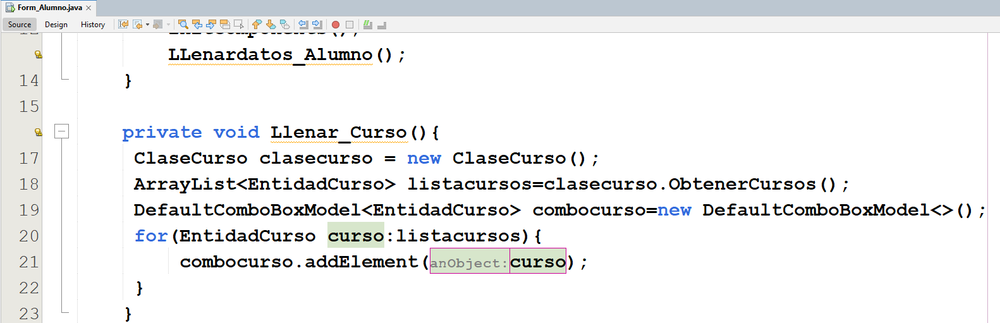 Form_Alumno.java
Source Design History
LLenardatos_Alumno();
14 }
15
private void Llenar_Curso(){
17 ClaseCurso clasecurso = new ClaseCurso();
18 ArrayList<EntidadCurso> listacursos=clasecurso.ObtenerCursos();
19 DefaultComboBoxModel<EntidadCurso> combocurso=new DefaultComboBoxModel<>();
20 for(EntidadCurso curso:listacursos){
21 combocurso.addElement(anObject:curso);
22 }
23 }